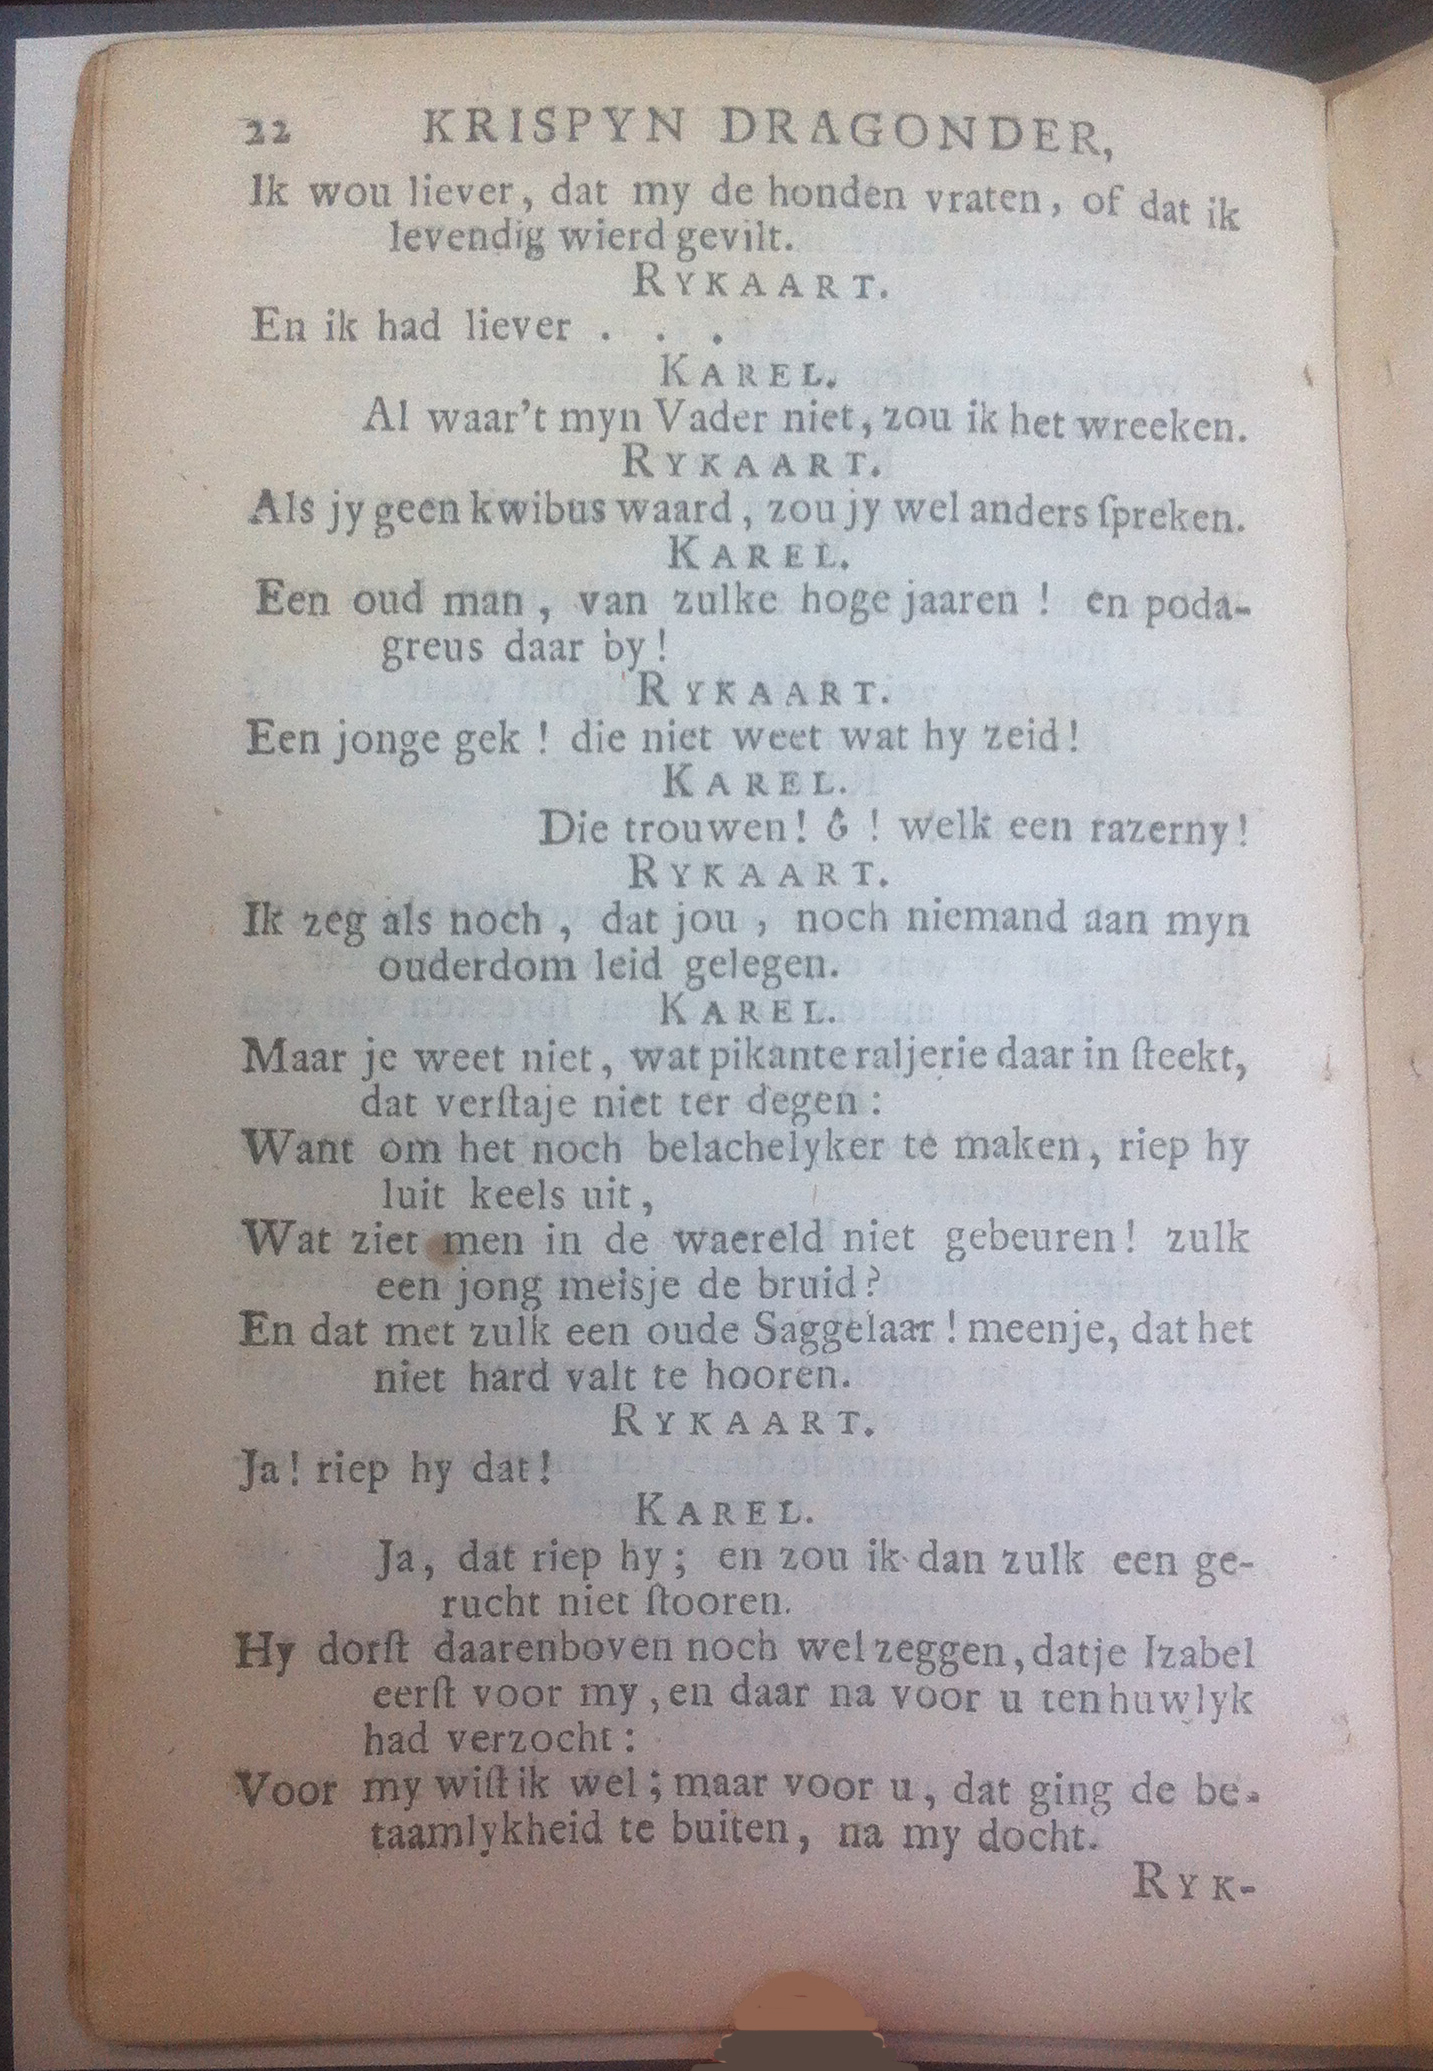 22 KRISPYN DRAGONDER,
Ik wou liever, dat my de honden vraten, of dat ik
levendig wierd gevilt.
RYKAART.
En ik had liever . . .
KAREL.
Al waar't myn Vader niet, zou ik het wreeken.
RYKAART.
Als jy geen kwibus waard, zou jy wel anders ſpreken.
KAREL.
Een oud man, van zulke hoge jaaren! en poda-
greus daar by!
RYKAART.
Een jonge gek! die niet weet wat hy zeid!
KAREL.
Die trouwen! ô! welk een razerny!
RYKAART.
Ik zeg als noch, dat jou, noch niemand aan myn
ouderdom leid gelegen.
KAREL.
Maar je weet niet, wat pikante raljerie daar in ſteekt,
dat verſtaje niet ter degen:
Want om het noch belachelyker te maken, riep hy
luit keels uit,
Wat ziet men in de waereld niet gebeuren! zulk
een jong meisje de bruid?
En dat met zulk een oude Saggelaar! meenje, dat het
niet hard valt te hooren.
RYKAART.
Ja! riep hy dat!
KAREL.
Ja, dat riep hy; en zou ik dan zulk een ge-
rucht niet ſtooren.
Hy dorſt daarenboven noch wel zeggen, datje Izabel
eerſt voor my, en daar na voor u ten huwlyk
had verzocht:
Voor my wiſt ik wel; maar voor u, dat ging de be-
taamlykheid te buiten, na my docht.
RYK-